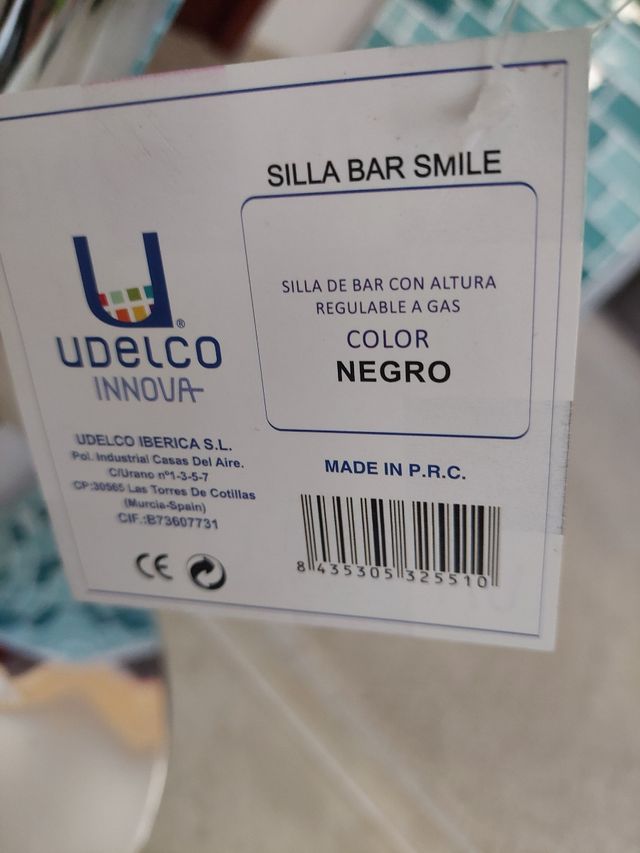 SILLA BAR SMILE
SILLA DE BAR CON ALTURA
REGULABLE A GAS
COLOR
NEGRO
U®
UDELCO
INNOVA
UDELCO IBERICA S.L.
Pol. Industrial Casas Del Aire.
C/Urano nº1-3-5-7
CP:30565 Las Torres De Cotillas
(Murcia-Spain)
CIF.:B73607731
CE
MADE IN P.R.C.
8 435305 325510